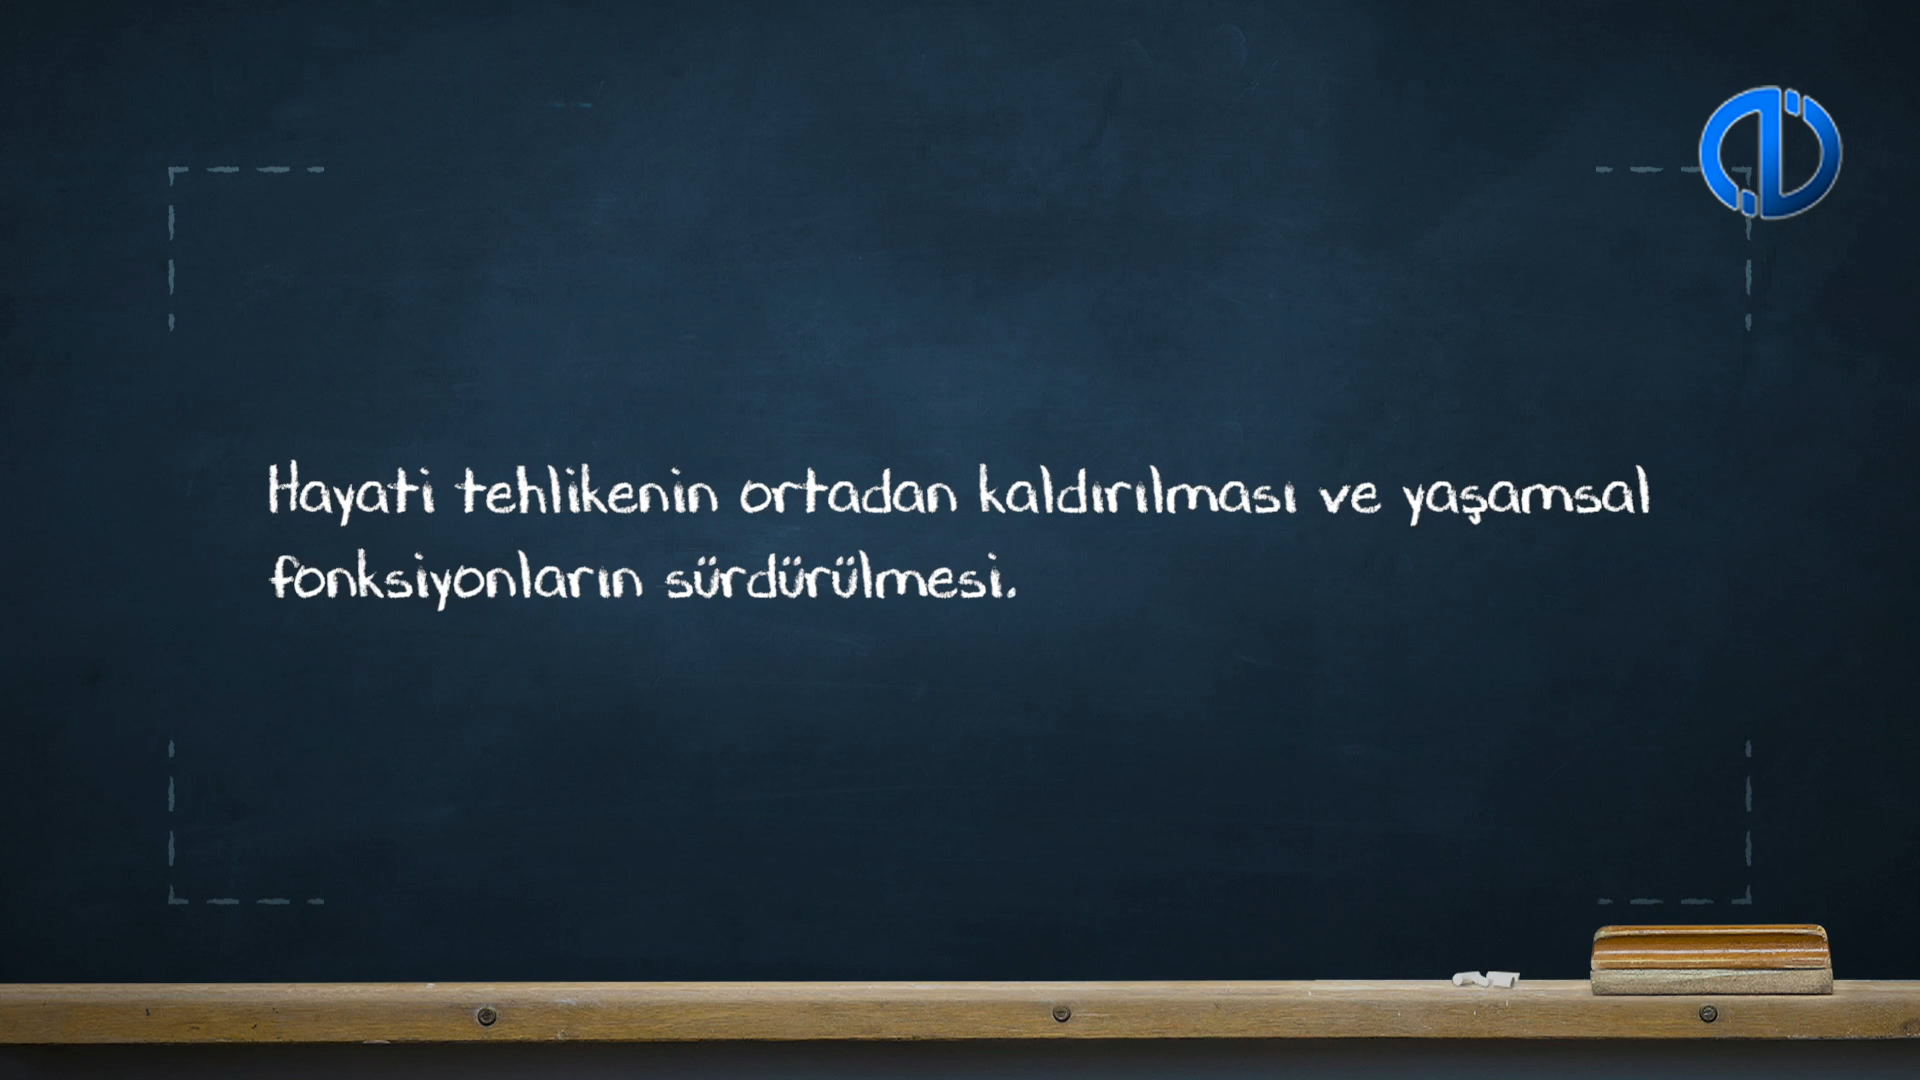 Hayati tehlikenin ortadan kaldırılması ve yaşamsal
fonksiyonların sürdürülmesi.